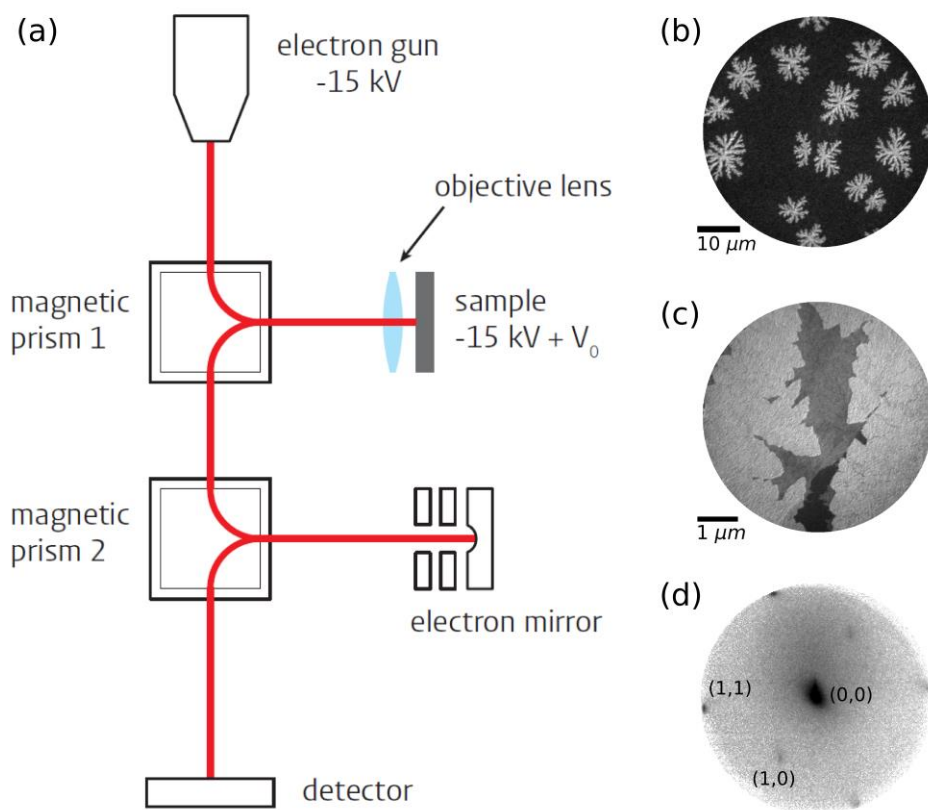 (a)
electron gun
-15 kV
objective lens
magnetic
prism 1
sample
-15 kV + V₀
magnetic
prism 2
electron mirror
detector
(b)
10 μm
(c)
1 μm
(d)
(1,1)
(0,0)
(1,0)